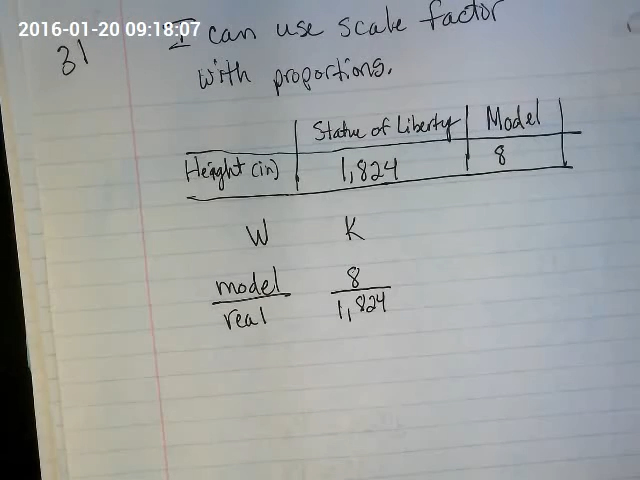 2016-01-20 09:18:07
31 I can use scale factor
with proportions.
Statue of Liberty Model
Height (in) 1,824 8
W K
model 8
real 1,824